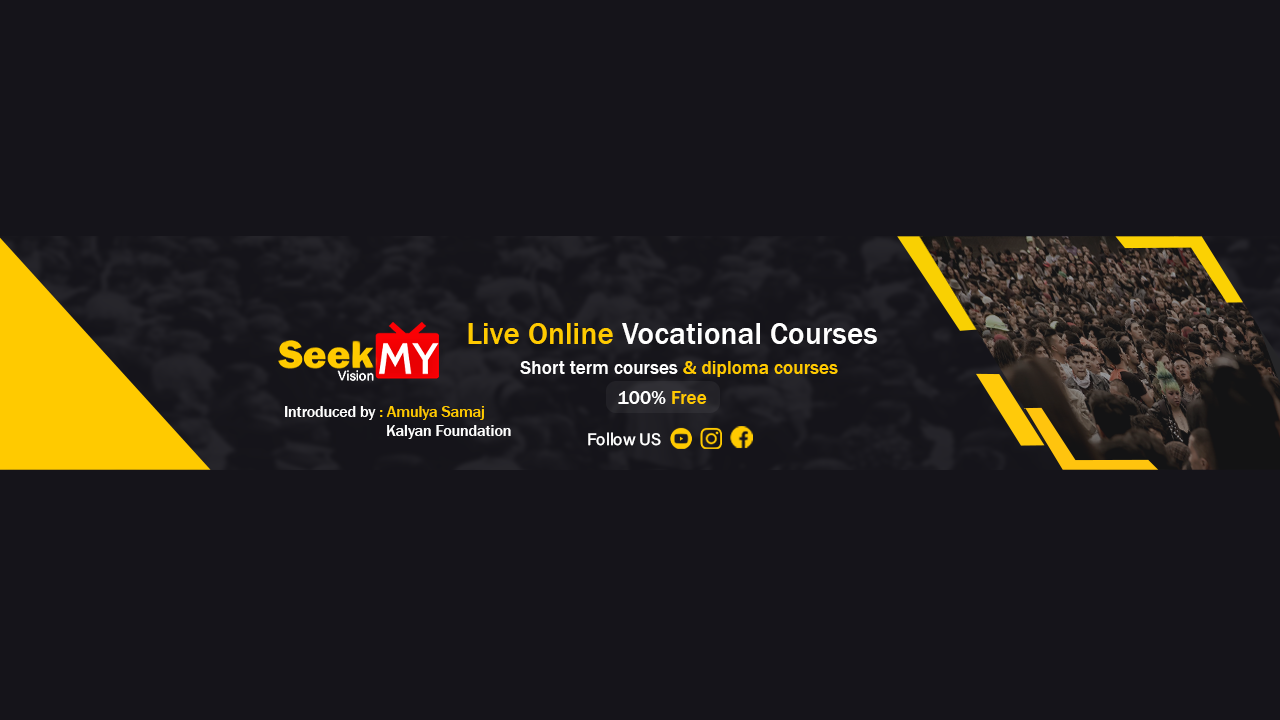 Seek MY
Vision
Introduced by : Amulya Samaj
Kalyan Foundation
Live Online Vocational Courses
Short term courses & diploma courses
100% Free
Follow US